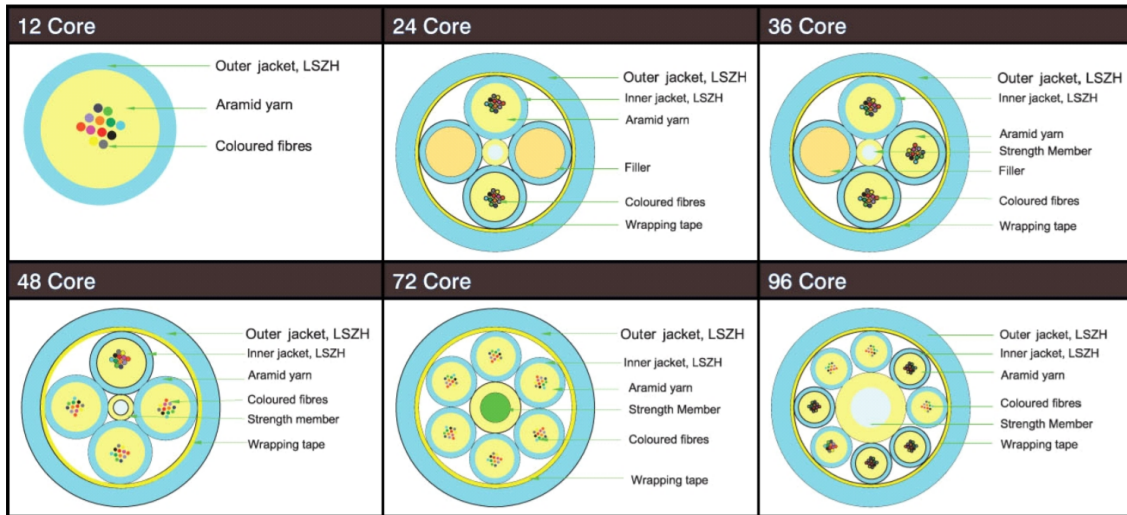 12 Core
Outer jacket, LSZH
Aramid yarn
Coloured fibres
24 Core
Outer jacket, LSZH
Inner jacket, LSZH
Aramid yarn
Filler
Coloured fibres
Wrapping tape
36 Core
Outer jacket, LSZH
Inner jacket, LSZH
Aramid yarn
Strength Member
Filler
Coloured fibres
Wrapping tape
48 Core
Outer jacket, LSZH
Inner jacket, LSZH
Aramid yarn
Coloured fibres
Strength member
Wrapping tape
72 Core
Outer jacket, LSZH
Inner jacket, LSZH
Aramid yarn
Strength Member
Coloured fibres
Wrapping tape
96 Core
Outer jacket, LSZH
Inner jacket, LSZH
Aramid yarn
Coloured fibres
Strength Member
Wrapping tape